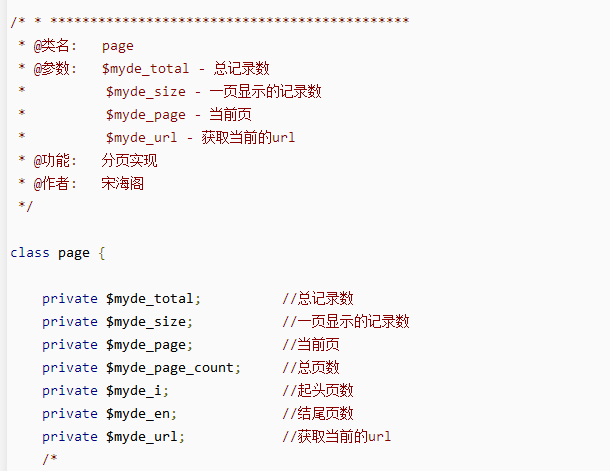 /* * *********************************************
* @类名:   page
* @参数:   $myde_total - 总记录数
*          $myde_size - 一页显示的记录数
*          $myde_page - 当前页
*          $myde_url - 获取当前的url
* @功能:   分页实现
* @作者:   宋海阁
*/
class page {
private $myde_total;          //总记录数
private $myde_size;           //一页显示的记录数
private $myde_page;           //当前页
private $myde_page_count;     //总页数
private $myde_i;              //起头页数
private $myde_en;             //结尾页数
private $myde_url;            //获取当前的url
/*